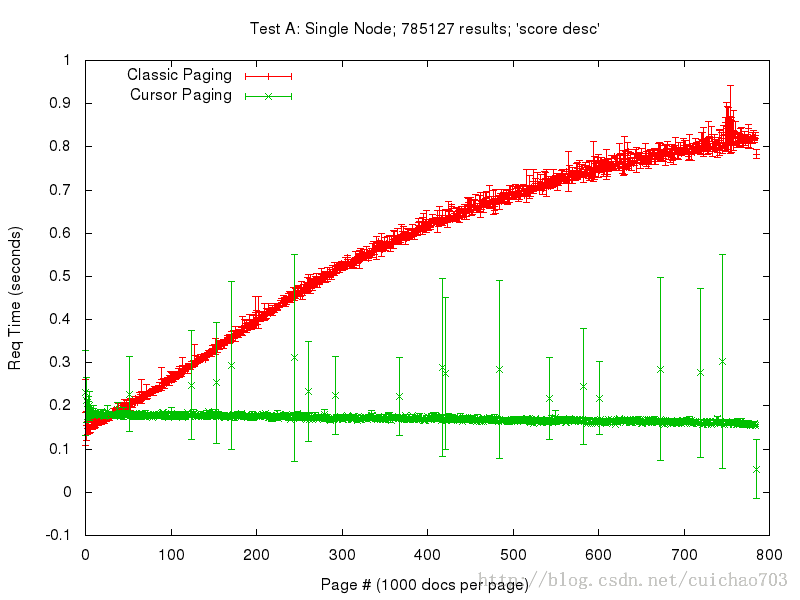 Test A: Single Node; 785127 results; 'score desc'
Classic Paging
Cursor Paging
Req Time (seconds)
1
0.9
0.8
0.7
0.6
0.5
0.4
0.3
0.2
0.1
0
-0.1
0 100 200 300 400 500 600 700 800
Page # (1000 docs per page)
http://blog.csdn.net/cuichao703